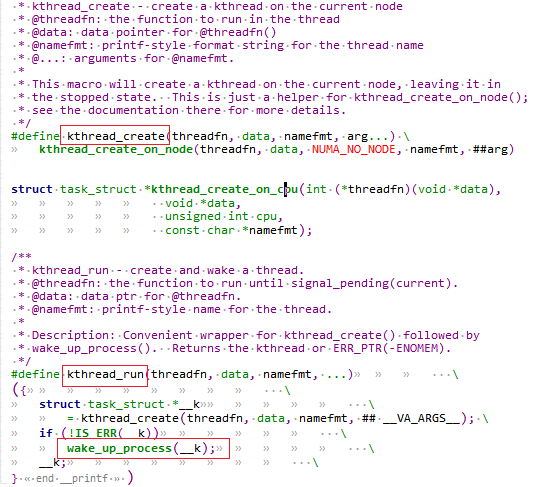 * kthread_create - create a kthread on the current node
* @threadfn: the function to run in the thread
* @data: data pointer for @threadfn()
* @namefmt: printf-style format string for the thread name
* @...: arguments for @namefmt.
*
* This macro will create a kthread on the current node, leaving it in
* the stopped state. This is just a helper for kthread_create_on_node();
* see the documentation there for more details.
*/
#define kthread_create(threadfn, data, namefmt, arg...) \
» kthread_create_on_node(threadfn, data, NUMA_NO_NODE, namefmt, ##arg)
struct task_struct *kthread_create_on_cpu(int (*threadfn)(void *data),
» » » » » void *data,
» » » » » unsigned int cpu,
» » » » » const char *namefmt);
/**
* kthread_run - create and wake a thread.
* @threadfn: the function to run until signal_pending(current).
* @data: data ptr for @threadfn.
* @namefmt: printf-style name for the thread.
*
* Description: Convenient wrapper for kthread_create() followed by
* wake_up_process(). Returns the kthread or ERR_PTR(-ENOMEM).
*/
#define kthread_run(threadfn, data, namefmt, ...)» » » \
({» » » » » » » » \
» struct task_struct *__k» » » » » » \
» » = kthread_create(threadfn, data, namefmt, ## __VA_ARGS__); \
» if (!IS_ERR(__k))» » » » » » \
» » wake_up_process(__k);» » » » » \
» __k;» » » » » » » » \
} « end __printf » )